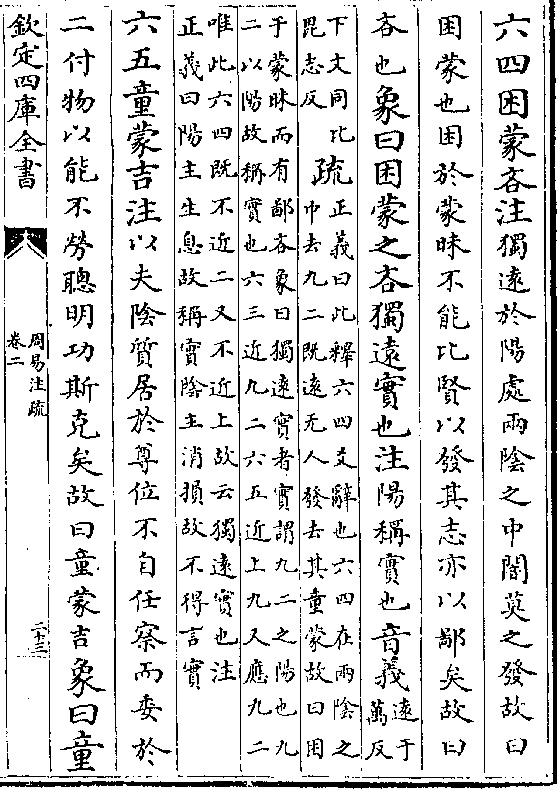 六四困蒙吝注獨遠於陽處兩陰之中闇莫之發故曰
困蒙也困於蒙昧不能比賢以發其志亦以鄙矣故曰
吝也象曰困蒙之吝獨遠實也注陽稱實也音義遠于
萬反
下文同比
毗志反
疏正義曰此釋六四爻辭也六四在兩陰之
中去九二既遠无人發去其童蒙故曰困
于蒙昧而有鄙吝象曰獨遠實者實謂九二之陽也九
二以陽故稱實也六三近九二六五近上九又應九二
唯此六四既不近二又不近上故云獨遠實也注
正義曰陽主生息故稱實隂主消損故不得言實
六五童蒙吉注以夫陰質居於尊位不自任察而委於
二付物以能不勞聰明功斯克矣故曰童蒙吉象曰童
欽定四庫全書
周易注疏
卷二
二十三